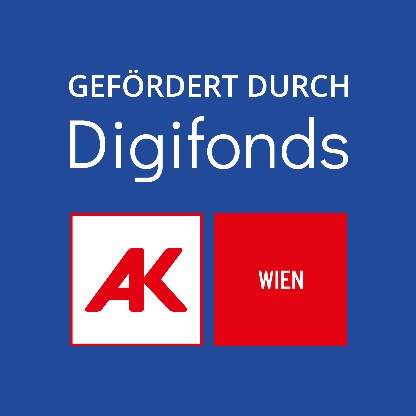 GEFÖRDERT DURCH
Digifonds
AK WIEN